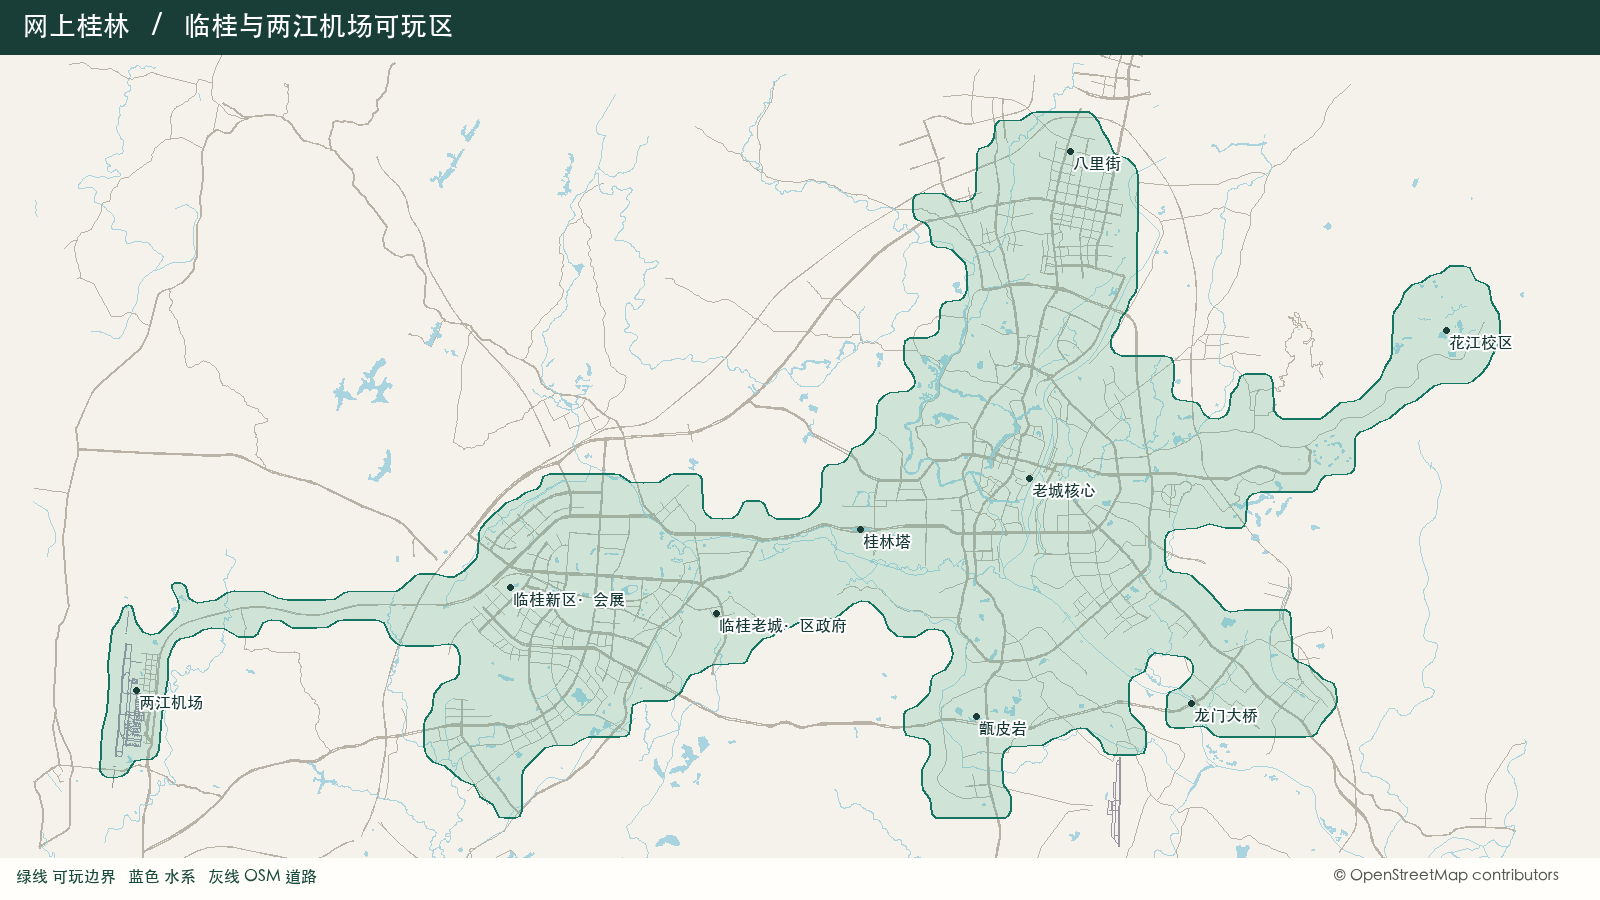 网上桂林 / 临桂与两江机场可玩区
八里街
花江校区
老城核心
桂林塔
临桂新区·会展
临桂老城·区政府
两江机场
龙门大桥
甑皮岩
绿线 可玩边界 蓝色 水系 灰线 OSM 道路
© OpenStreetMap contributors